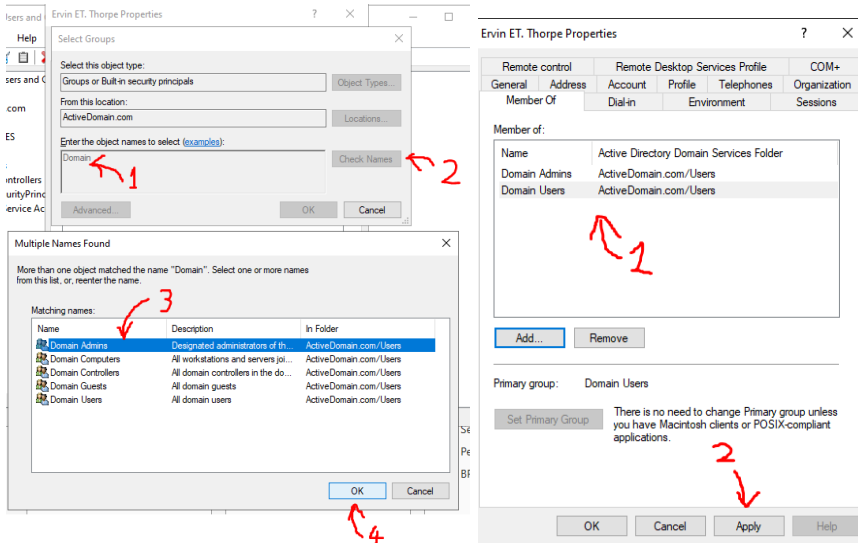 Ervin ET. Thorpe Properties ? ×
Help
Select Groups
Select this object type:
Groups or Built-in security principals
Object Types...
From this location:
ActiveDomain.com
Locations...
Enter the object names to select (examples):
Domain
Check Names
1
2
Advanced...
OK
Cancel
sers and C
.com
ES
ontrollers
urityPrinc
ervice Ac
Multiple Names Found
More than one object matched the name "Domain". Select one or more names
from this list, or, reenter the name.
3
Matching names:
Name Description In Folder
Domain Admins Designated administrators of th... ActiveDomain.com/Users
Domain Computers All workstations and servers joi... ActiveDomain.com/Users
Domain Controllers All domain controllers in the do... ActiveDomain.com/Users
Domain Guests All domain guests ActiveDomain.com/Users
Domain Users All domain users ActiveDomain.com/Users
OK
Cancel
4
Pe
Ervin ET. Thorpe Properties ? ×
Remote control Remote Desktop Services Profile COM+
General Address Account Profile Telephones Organization
Member Of Dial-in Environment Sessions
Member of:
Name Active Directory Domain Services Folder
Domain Admins ActiveDomain.com/Users
Domain Users ActiveDomain.com/Users
1
Add... Remove
Primary group: Domain Users
Set Primary Group
There is no need to change Primary group unless
you have Macintosh clients or POSIX-compliant
applications.
2
OK Cancel Apply Help